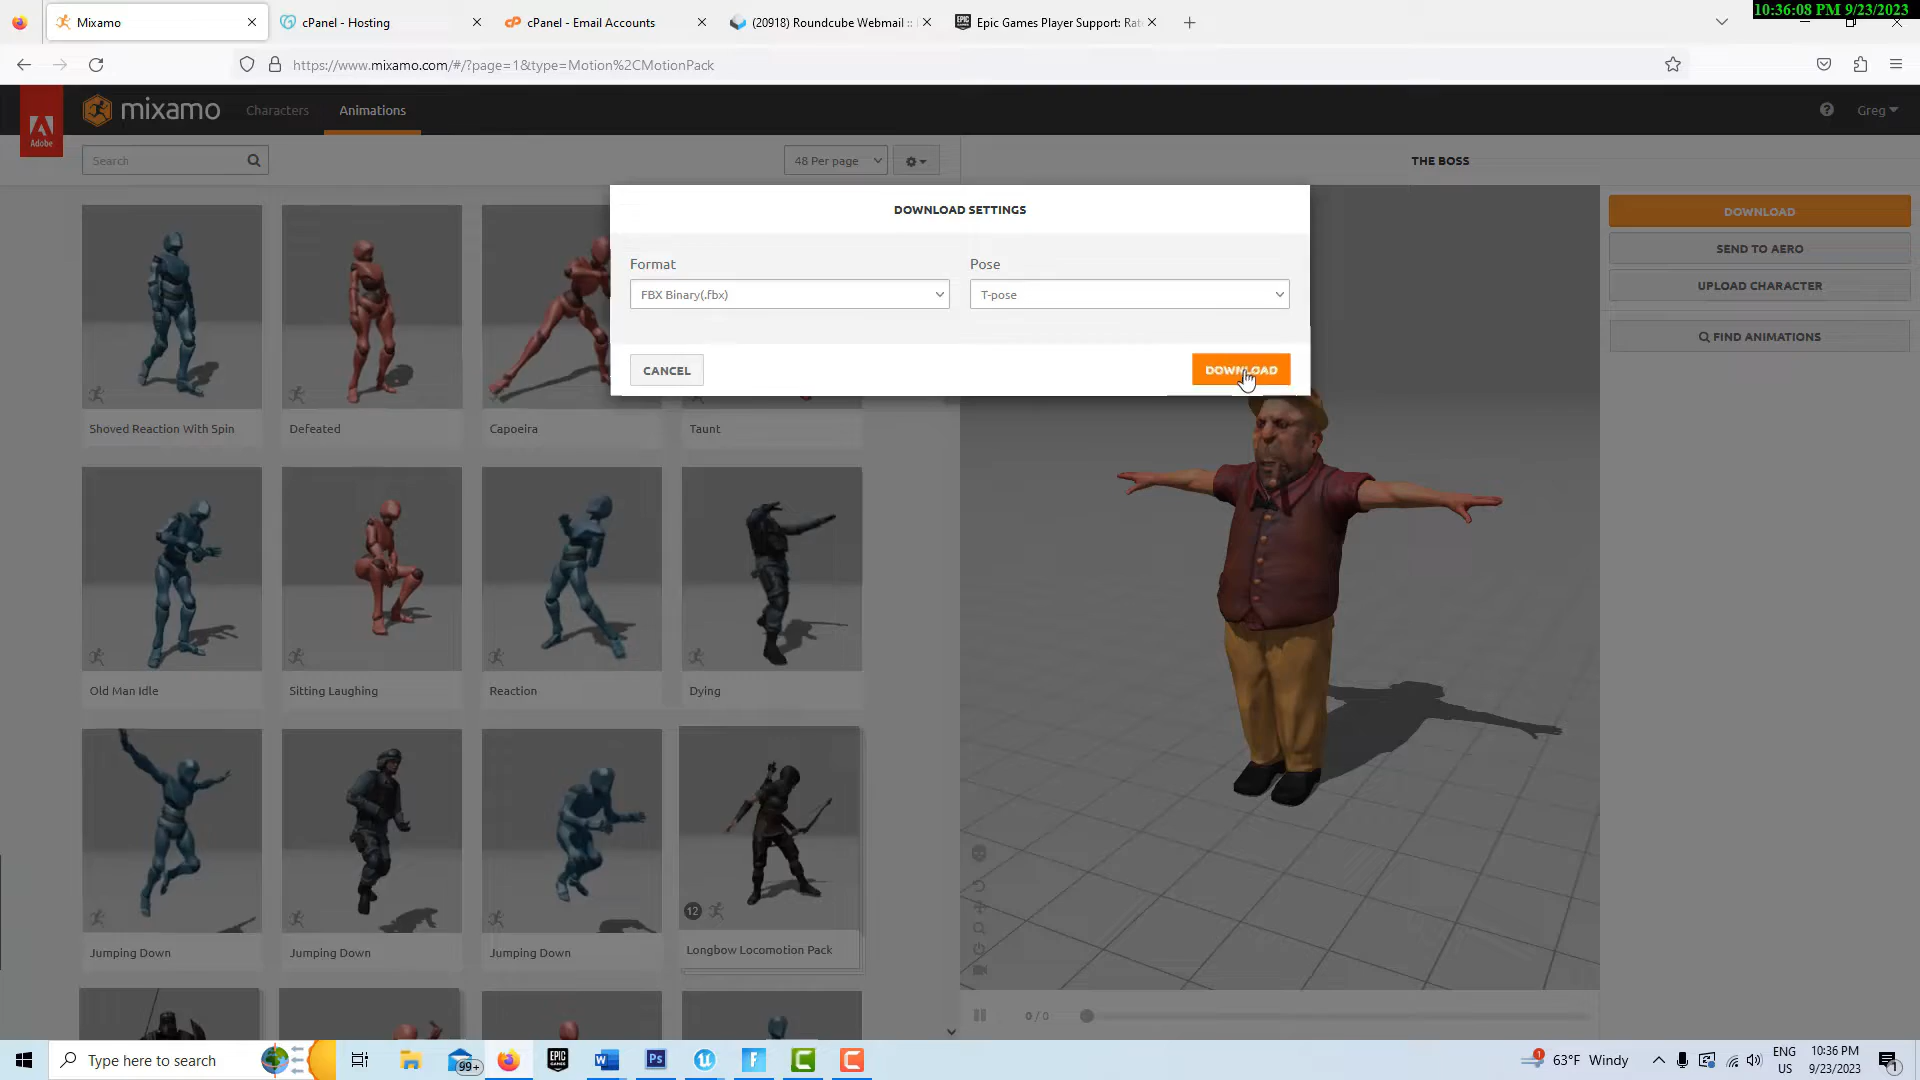 10:36:08 PM 9/23/2023
Mixamo
cPanel - Hosting
cPanel - Email Accounts
(20918) Roundcube Webmail ::
Epic Games Player Support: Rat
https://www.mixamo.com/#/?page=1&type=Motion%2CMotionPack
Adobe
mixamo
Characters
Animations
Greg
Search
48 Per page
THE BOSS
DOWNLOAD SETTINGS
Format
Pose
FBX Binary(.fbx)
T-pose
CANCEL
DOWNLOAD
DOWNLOAD
SEND TO AERO
UPLOAD CHARACTER
FIND ANIMATIONS
Shoved Reaction With Spin
Defeated
Capoeira
Taunt
Old Man Idle
Sitting Laughing
Reaction
Dying
12
Jumping Down
Jumping Down
Jumping Down
Longbow Locomotion Pack
0 / 0
Type here to search
99+
EPIC GAMES
63°F Windy
ENG
US
10:36 PM
9/23/2023